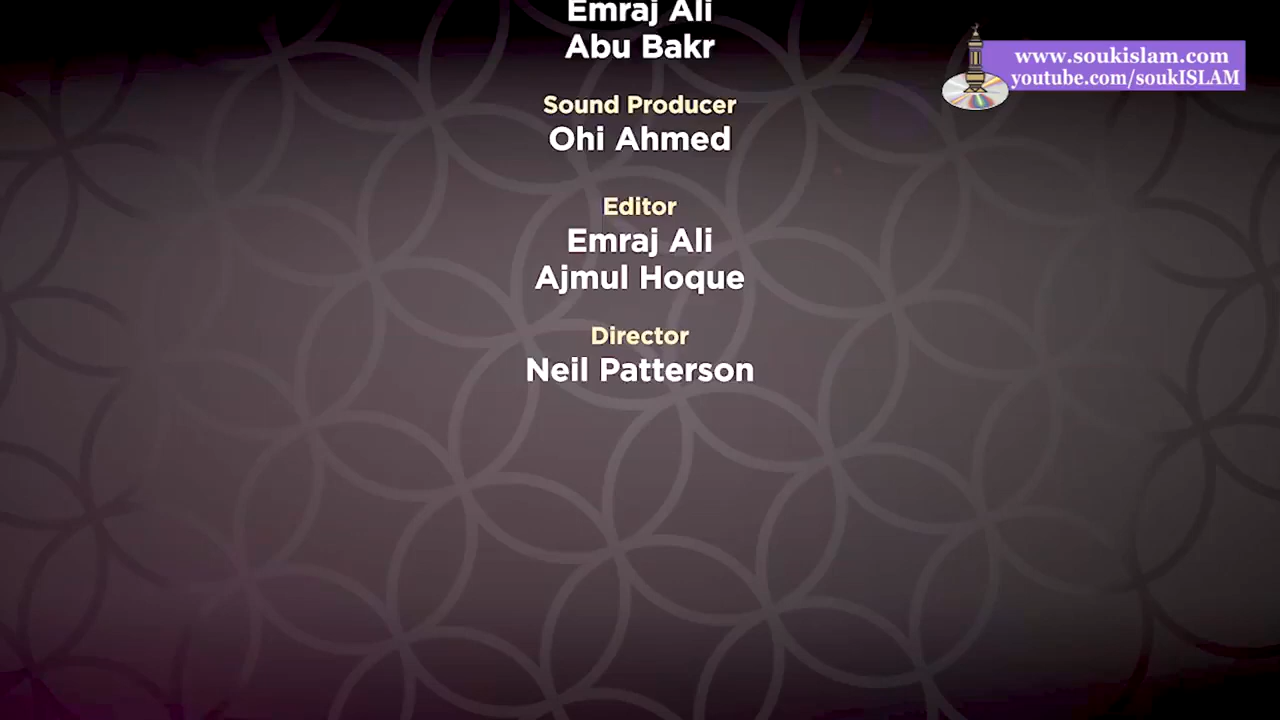 Emraj Ali
Abu Bakr
www.soukislam.com
youtube.com/soukISLAM
Sound Producer
Ohi Ahmed
Editor
Emraj Ali
Ajmul Hoque
Director
Neil Patterson